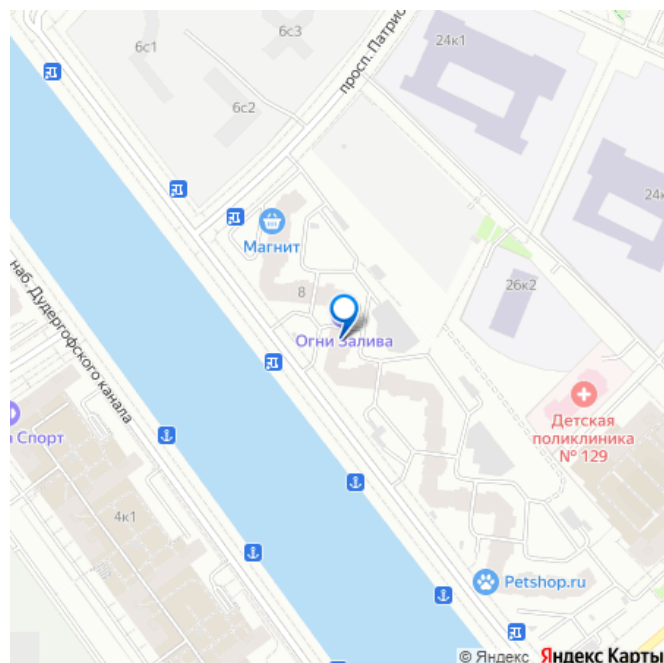 6с3
6с1
24к1
просп. Патрис
6с2
24к
Магнит
наб. Дудергофского канала
8
26к2
Огни Залива
Детская
поликлиника
№ 129
а Спорт
4к1
Petshop.ru
© Яндекс Яндекс Карты